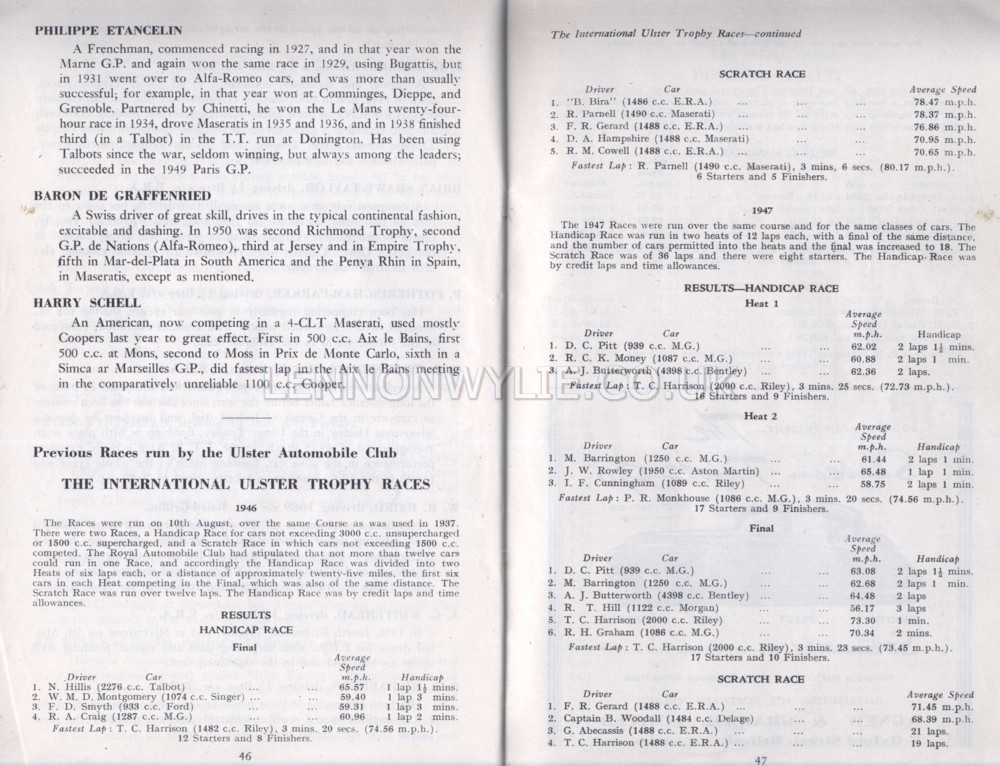 PHILIPPE ETANCELIN
A Frenchman, commenced racing in 1927, and in that year won the
Marne G.P. and again won the same race in 1929, using Bugattis, but
in 1931 went over to Alfa-Romeo cars, and was more than usually
successful; for example, in that year won at Comminges, Dieppe, and
Grenoble. Partnered by Chinetti, he won the Le Mans twenty-four-
hour race in 1934, drove Maseratis in 1935 and 1936, and in 1938 finished
third (in a Talbot) in the T.T. run at Donington. Has been using
Talbots since the war, seldom winning, but always among the leaders;
succeeded in the 1949 Paris G.P.
BARON DE GRAFFENRIED
A Swiss driver of great skill, drives in the typical continental fashion,
excitable and dashing. In 1950 was second Richmond Trophy, second
G.P. de Nations (Alfa-Romeo), third at Jersey and in Empire Trophy,
fifth in Mar-del-Plata in South America and the Penya Rhin in Spain,
in Maseratis, except as mentioned.
HARRY SCHELL
An American, now competing in a 4-CLT Maserati, used mostly
Coopers last year to great effect. First in 500 c.c. Aix le Bains, first
500 c.c. at Mons, second to Moss in Prix de Monte Carlo, sixth in a
Simca ar Marseilles G.P., did fastest lap in the Aix le Bains meeting
in the comparatively unreliable 1100 c.c. Cooper.
Previous Races run by the Ulster Automobile Club
THE INTERNATIONAL ULSTER TROPHY RACES
1946
The Races were run on 10th August, over the same Course as was used in 1937.
There were two Races, a Handicap Race for cars not exceeding 3000 c.c. unsupercharged
or 1500 c.c. supercharged, and a Scratch Race in which cars not exceeding 1500 c.c.
competed. The Royal Automobile Club had stipulated that not more than twelve cars
could run in one Race, and accordingly the Handicap Race was divided into two
Heats of six laps each, or a distance of approximately twenty-five miles, the first six
cars in each Heat competing in the Final, which was also of the same distance. The
Scratch Race was run over twelve laps. The Handicap Race was by credit laps and time
allowances.
RESULTS
HANDICAP RACE
Final
Average
Speed
Driver Car m.p.h. Handicap
1. N. Hillis (2276 c.c. Talbot) ... ... 65.57 1 lap 1½ mins.
2. W. M. D. Montgomery (1074 c.c. Singer) ... ... 59.40 1 lap 3 mins.
3. F. D. Smyth (933 c.c. Ford) ... ... 59.31 1 lap 3 mins.
4. R. A. Craig (1287 c.c. M.G.) ... ... 60.96 1 lap 2 mins.
Fastest Lap : T. C. Harrison (1482 c.c. Riley), 3 mins. 20 secs. (74.56 m.p.h.).
12 Starters and 8 Finishers.
46
The International Ulster Trophy Races—continued
SCRATCH RACE
Driver Car Average Speed
1. "B. Bira" (1486 c.c. E.R.A.) ... ... ... 78.47 m.p.h.
2. R. Parnell (1490 c.c. Maserati) ... ... ... 78.37 m.p.h.
3. F. R. Gerard (1488 c.c. E.R.A.) ... ... ... 76.86 m.p.h.
4. D. A. Hampshire (1488 c.c. Maserati) ... ... 70.95 m.p.h.
5. R. M. Cowell (1488 c.c. E.R.A.) ... ... ... 70.65 m.p.h.
Fastest Lap : R. Parnell (1490 c.c. Maserati), 3 mins. 6 secs. (80.17 m.p.h.).
6 Starters and 5 Finishers.
1947
The 1947 Races were run over the same course and for the same classes of cars. The
Handicap Race was run in two heats of 12 laps each, with a final of the same distance,
and the number of cars permitted into the heats and the final was increased to 18. The
Scratch Race was of 36 laps and there were eight starters. The Handicap Race was
by credit laps and time allowances.
RESULTS—HANDICAP RACE
Heat 1
Average
Speed
Driver Car m.p.h. Handicap
1. D. C. Pitt (939 c.c. M.G.) ... ... 62.02 2 laps 1½ mins.
2. R. C. K. Money (1087 c.c. M.G.) ... ... 60.88 2 laps 1 min.
3. A. J. Butterworth (4398 c.c. Bentley) ... ... 62.36 2 laps.
Fastest Lap : T. C. Harrison (2000 c.c. Riley), 3 mins. 25 secs. (72.73 m.p.h.).
16 Starters and 9 Finishers.
Heat 2
Average
Speed
Driver Car m.p.h. Handicap
1. M. Barrington (1250 c.c. M.G.) ... ... 61.44 2 laps 1 min.
2. J. W. Rowley (1950 c.c. Aston Martin) ... ... 65.48 1 lap 1 min.
3. I. F. Cunningham (1089 c.c. Riley) ... ... 58.75 2 laps 1 min.
Fastest Lap : P. R. Monkhouse (1086 c.c. M.G.), 3 mins. 20 secs. (74.56 m.p.h.).
17 Starters and 9 Finishers.
Final
Average
Speed
Driver Car m.p.h. Handicap
1. D. C. Pitt (939 c.c. M.G.) ... ... 63.08 2 laps 1½ mins.
2. M. Barrington (1250 c.c. M.G.) ... ... 62.68 2 laps 1 min.
3. A. J. Butterworth (4398 c.c. Bentley) ... ... 64.48 2 laps
4. R. T. Hill (1122 c.c. Morgan) ... ... 56.17 3 laps
5. T. C. Harrison (2000 c.c. Riley) ... ... 73.30 1 min.
6. R. H. Graham (1086 c.c. M.G.) ... ... 70.34 2 mins.
Fastest Lap : T. C. Harrison (2000 c.c. Riley), 3 mins. 23 secs. (73.45 m.p.h.).
17 Starters and 10 Finishers.
SCRATCH RACE
Driver Car Average Speed
1. F. R. Gerard (1488 c.c. E.R.A.) ... ... ... 71.45 m.p.h.
2. Captain B. Woodall (1484 c.c. Delage) ... ... 68.39 m.p.h.
3. G. Abecassis (1488 c.c. E.R.A.) ... ... ... 21 laps.
4. T. C. Harrison (1488 c.c. E.R.A.) ... ... ... 19 laps.
47
LENNONWYLIE.CO.UK